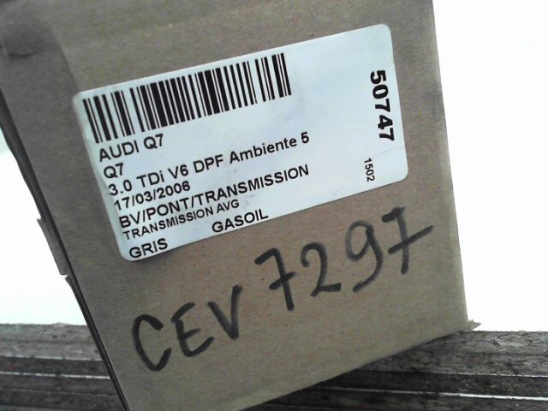 AUDI Q7
Q7
3.0 TDi V6 DPF Ambiente 5
17/03/2006
BV/PONT/TRANSMISSION
TRANSMISSION AVG
GRIS GASOIL
50747
1502
CEV 7297